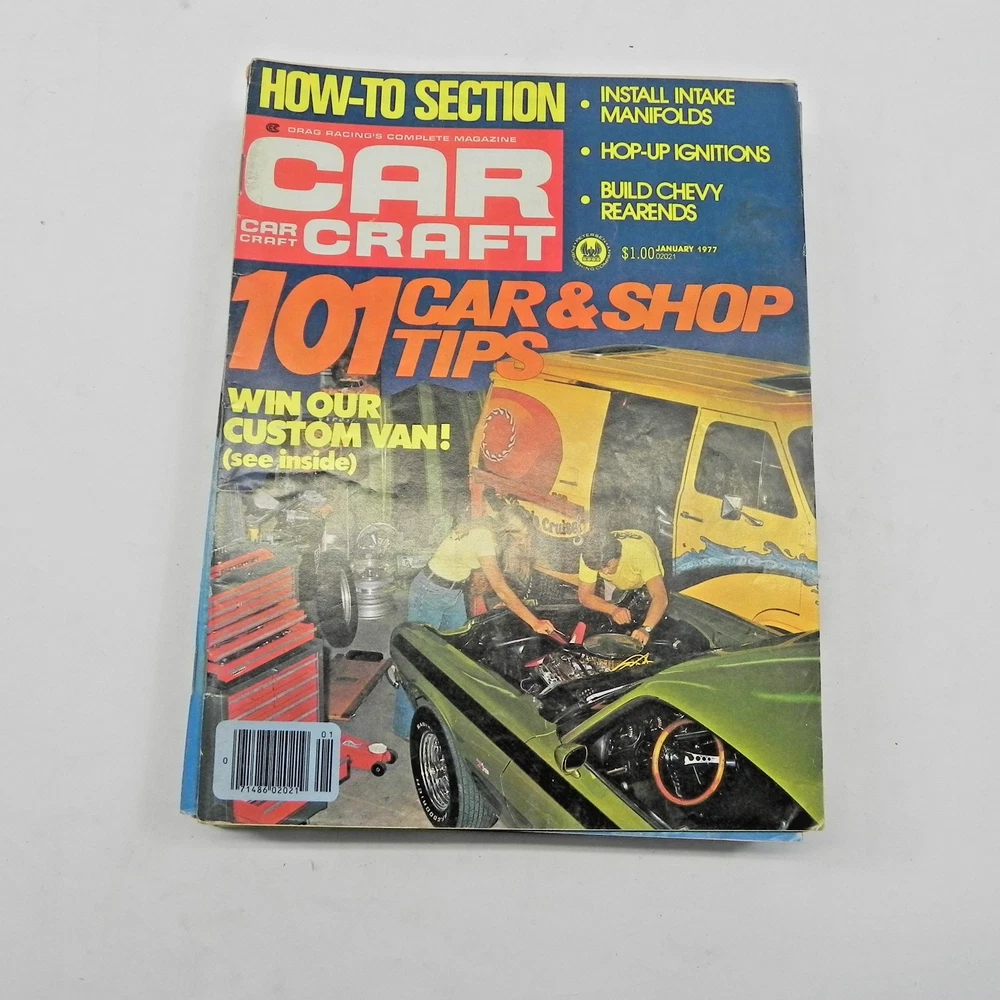 HOW-TO SECTION
• INSTALL INTAKE
MANIFOLDS
• HOP-UP IGNITIONS
• BUILD CHEVY
REARENDS
DRAG RACING'S COMPLETE MAGAZINE
CAR
CRAFT
CAR
CRAFT
$1.00 JANUARY 1977
02021
101 CAR & SHOP
TIPS
WIN OUR
CUSTOM VAN!
(see inside)
Cruiser
01
0
71486 02021